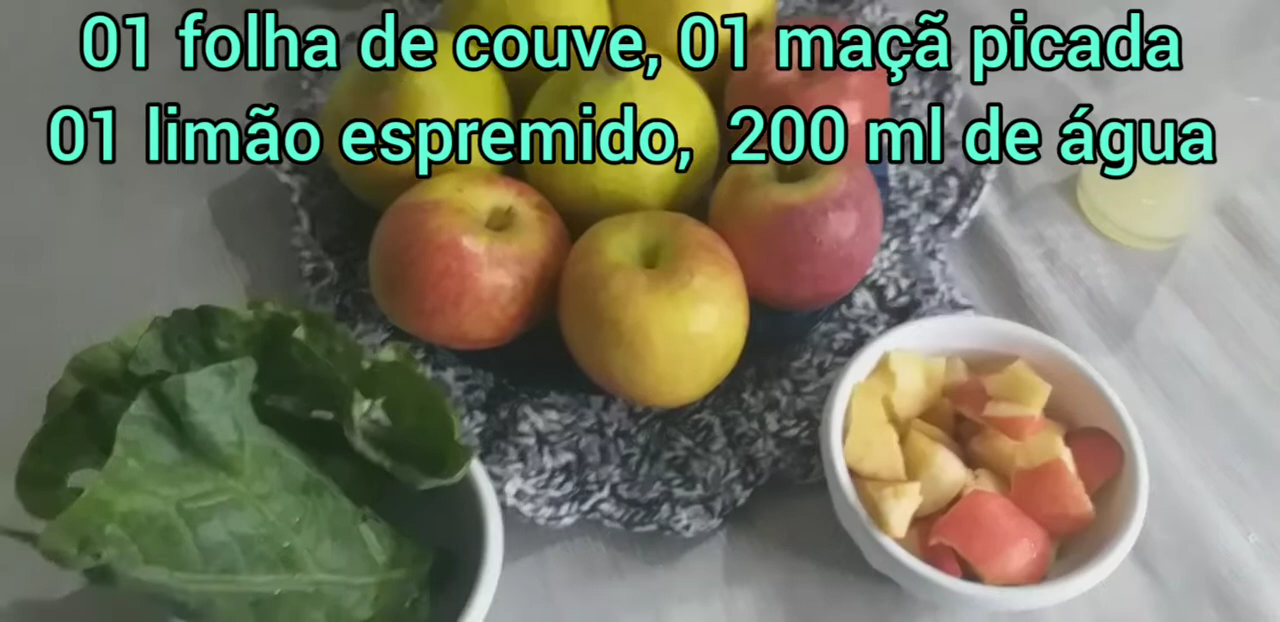 01 folha de couve, 01 maçã picada
01 limão espremido, 200 ml de água